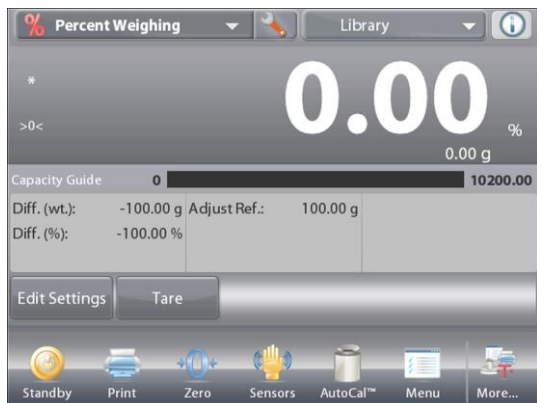 % Percent Weighing Library
*
0.00 %
>0<
0.00 g
Capacity Guide 0 10200.00
Diff. (wt.): -100.00 g Adjust Ref.: 100.00 g
Diff. (%): -100.00 %
Edit Settings Tare
Standby Print Zero Sensors AutoCal™ Menu More...